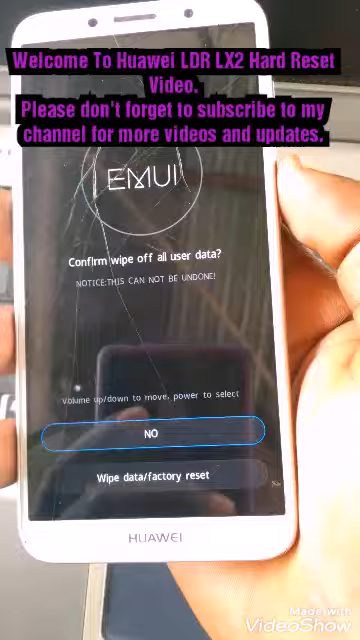 Welcome To Huawei LDR LX2 Hard Reset
Video.
Please don't forget to subscribe to my
channel for more videos and updates.
EMUI
Confirm wipe off all user data?
NOTICE:THIS CAN NOT BE UNDONE!
Volume up/down to move, power to select
NO
Wipe data/factory reset
HUAWEI
Made with
VideoShow